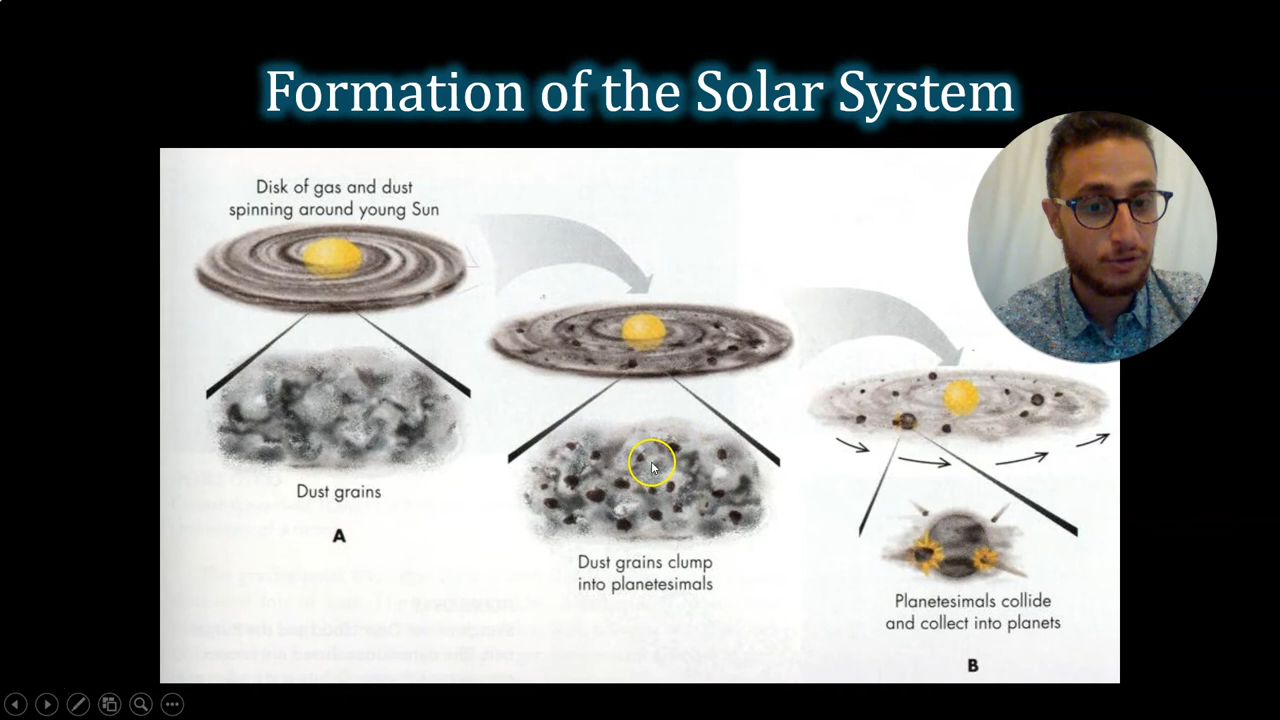 Formation of the Solar System
Disk of gas and dust
spinning around young Sun
Dust grains
A
Dust grains clump
into planetesimals
Planetesimals collide
and collect into planets
B